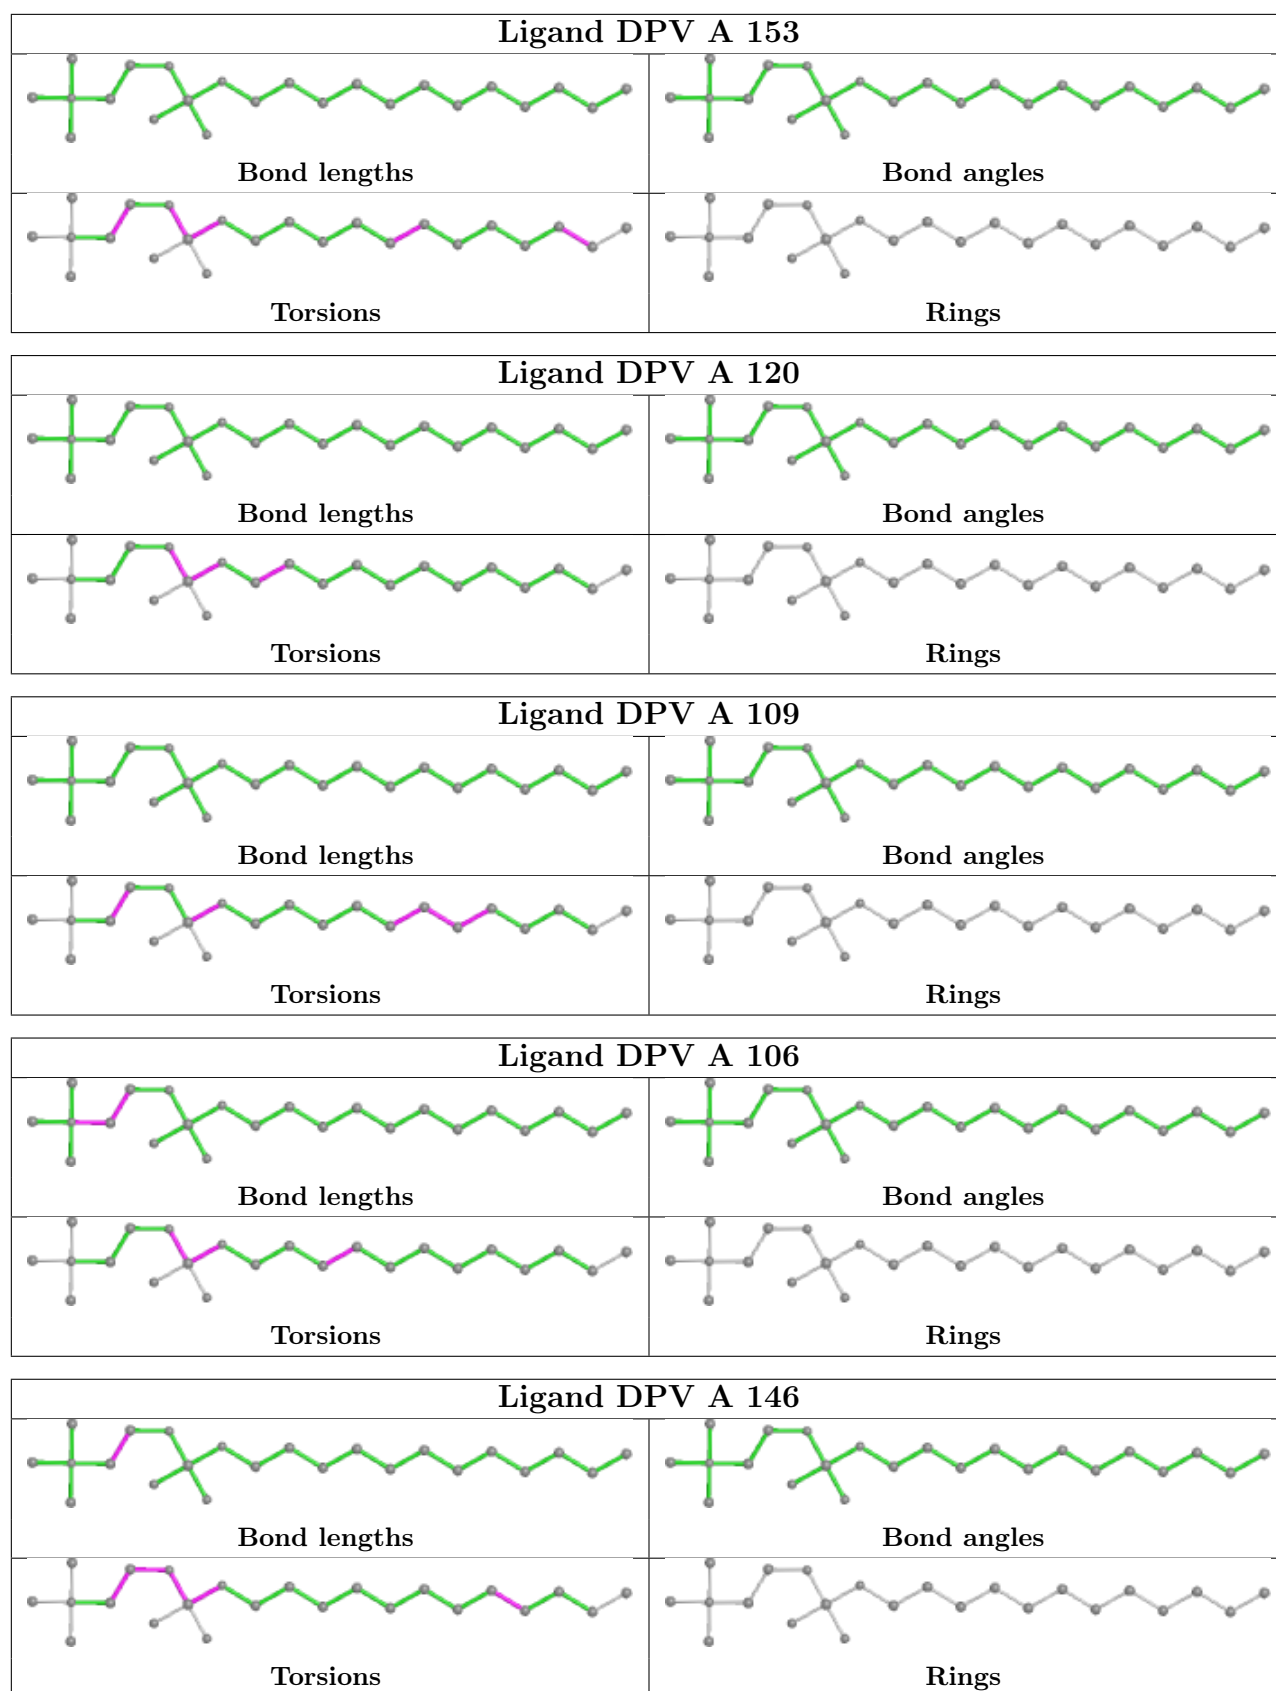 Ligand DPV A 153
Bond lengths
Bond angles
Torsions
Rings
Ligand DPV A 120
Bond lengths
Bond angles
Torsions
Rings
Ligand DPV A 109
Bond lengths
Bond angles
Torsions
Rings
Ligand DPV A 106
Bond lengths
Bond angles
Torsions
Rings
Ligand DPV A 146
Bond lengths
Bond angles
Torsions
Rings